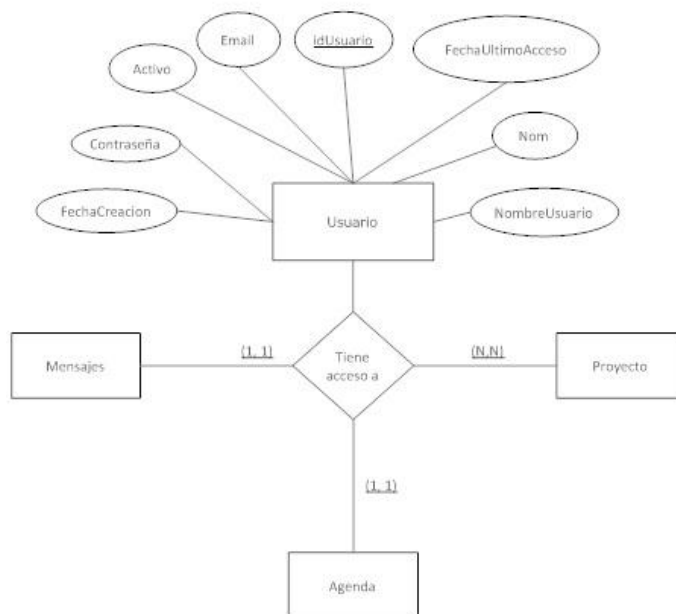 Email
idUsuario
FechaUltimoAcceso
Activo
Nom
Contraseña
FechaCreacion
Usuario
NombreUsuario
Mensajes
(1, 1)
Tiene
acceso a
(N,N)
Proyecto
(1, 1)
Agenda